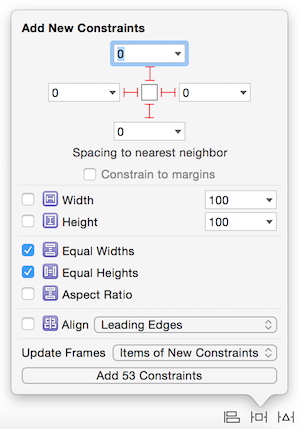 Add New Constraints
0
0 0
0
Spacing to nearest neighbor
Constrain to margins
Width 100
Height 100
Equal Widths
Equal Heights
Aspect Ratio
Align Leading Edges
Update Frames Items of New Constraints
Add 53 Constraints